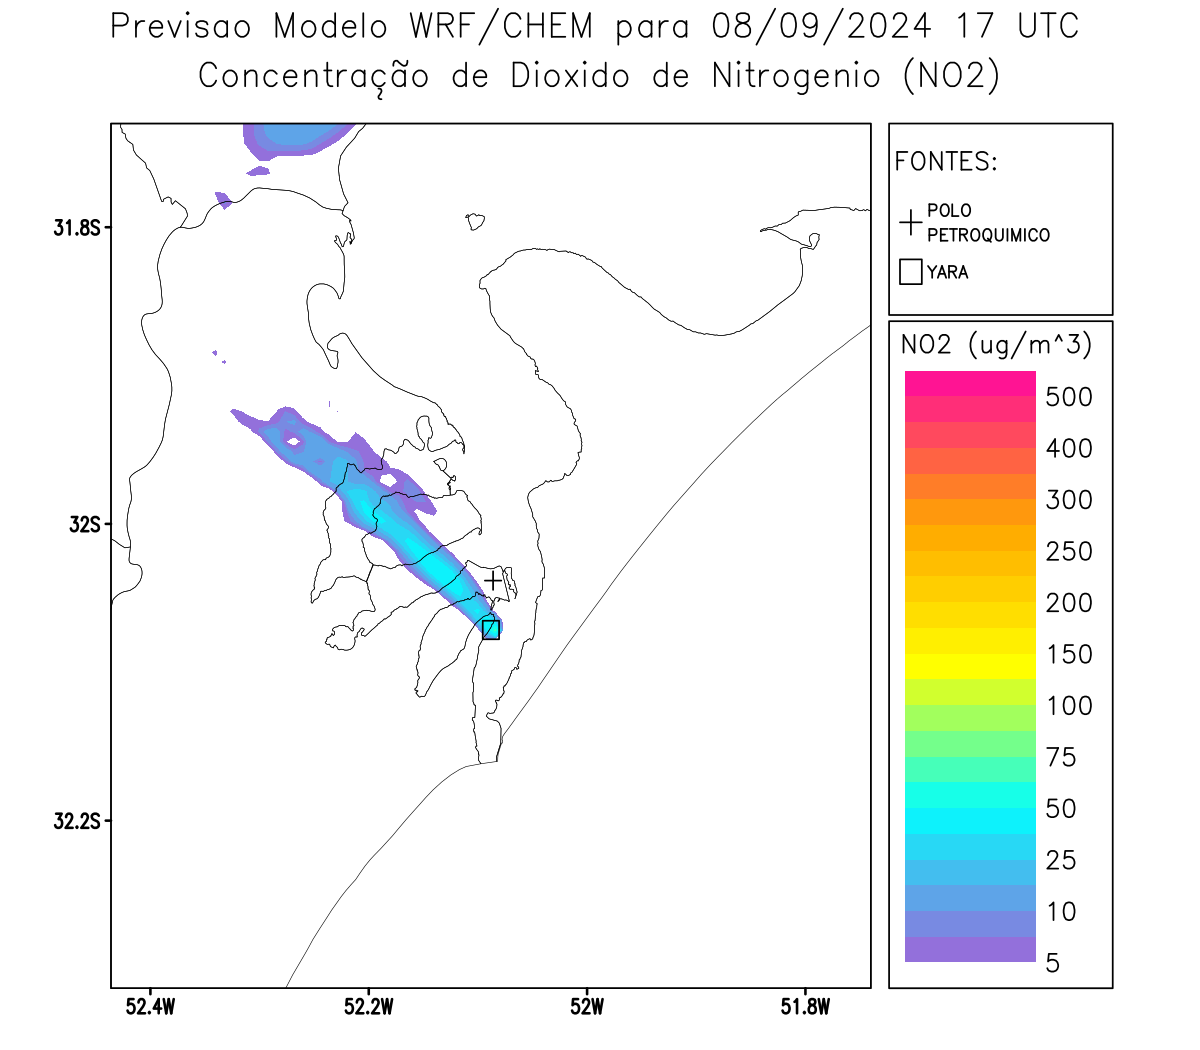 Previsao Modelo WRF/CHEM para 08/09/2024 17 UTC
Concentração de Dioxido de Nitrogenio (NO2)
FONTES:
POLO
PETROQUIMICO
YARA
31.8S
32S
32.2S
52.4W
52.2W
52W
51.8W
NO2 (ug/m^3)
500
400
300
250
200
150
100
75
50
25
10
5